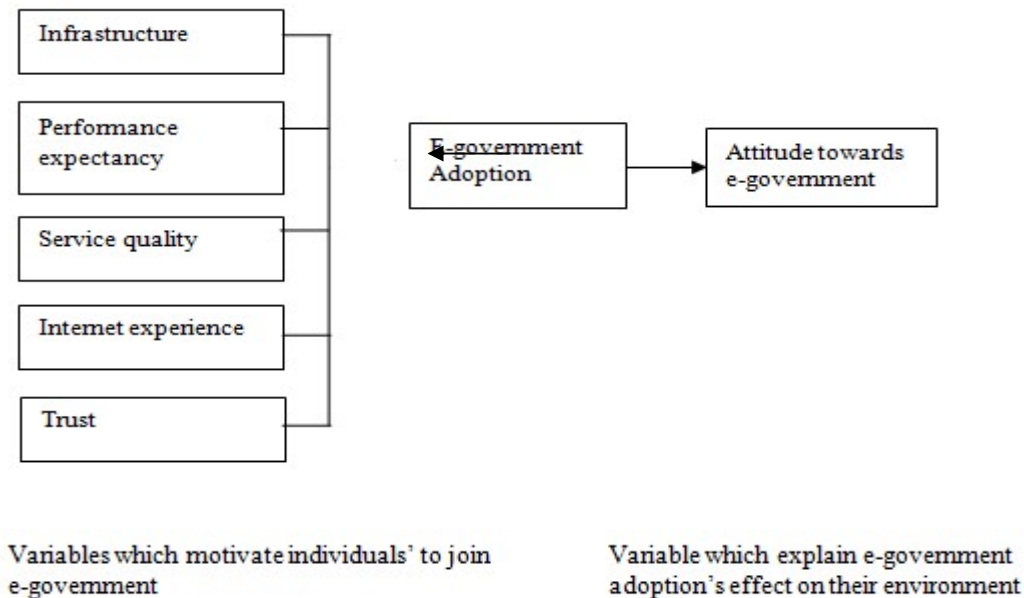 Infrastructure
Performance
expectancy
Service quality
Internet experience
Trust
E-government
Adoption
Attitude towards
e-government
Variables which motivate individuals’ to join
e-government
Variable which explain e-government
adoption’s effect on their environment